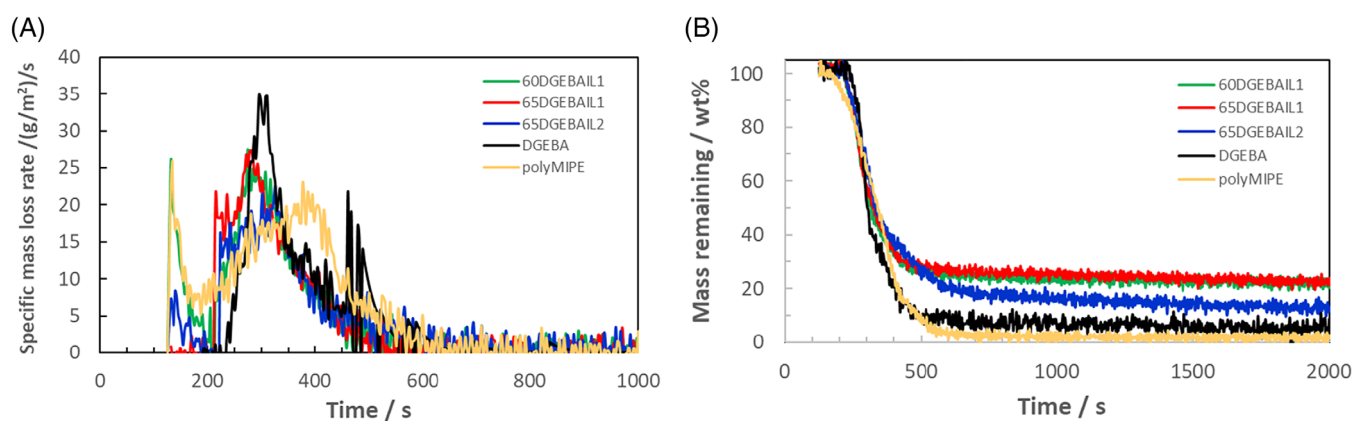 (A)
Specific mass loss rate /(g/m²)/s
40
35
30
25
20
15
10
5
0
60DGEBAIL1
65DGEBAIL1
65DGEBAIL2
DGEBA
polyMIPE
0 200 400 600 800 1000
Time / s
(B)
Mass remaining / wt%
100
80
60
40
20
0
60DGEBAIL1
65DGEBAIL1
65DGEBAIL2
DGEBA
polyMIPE
0 500 1000 1500 2000
Time / s